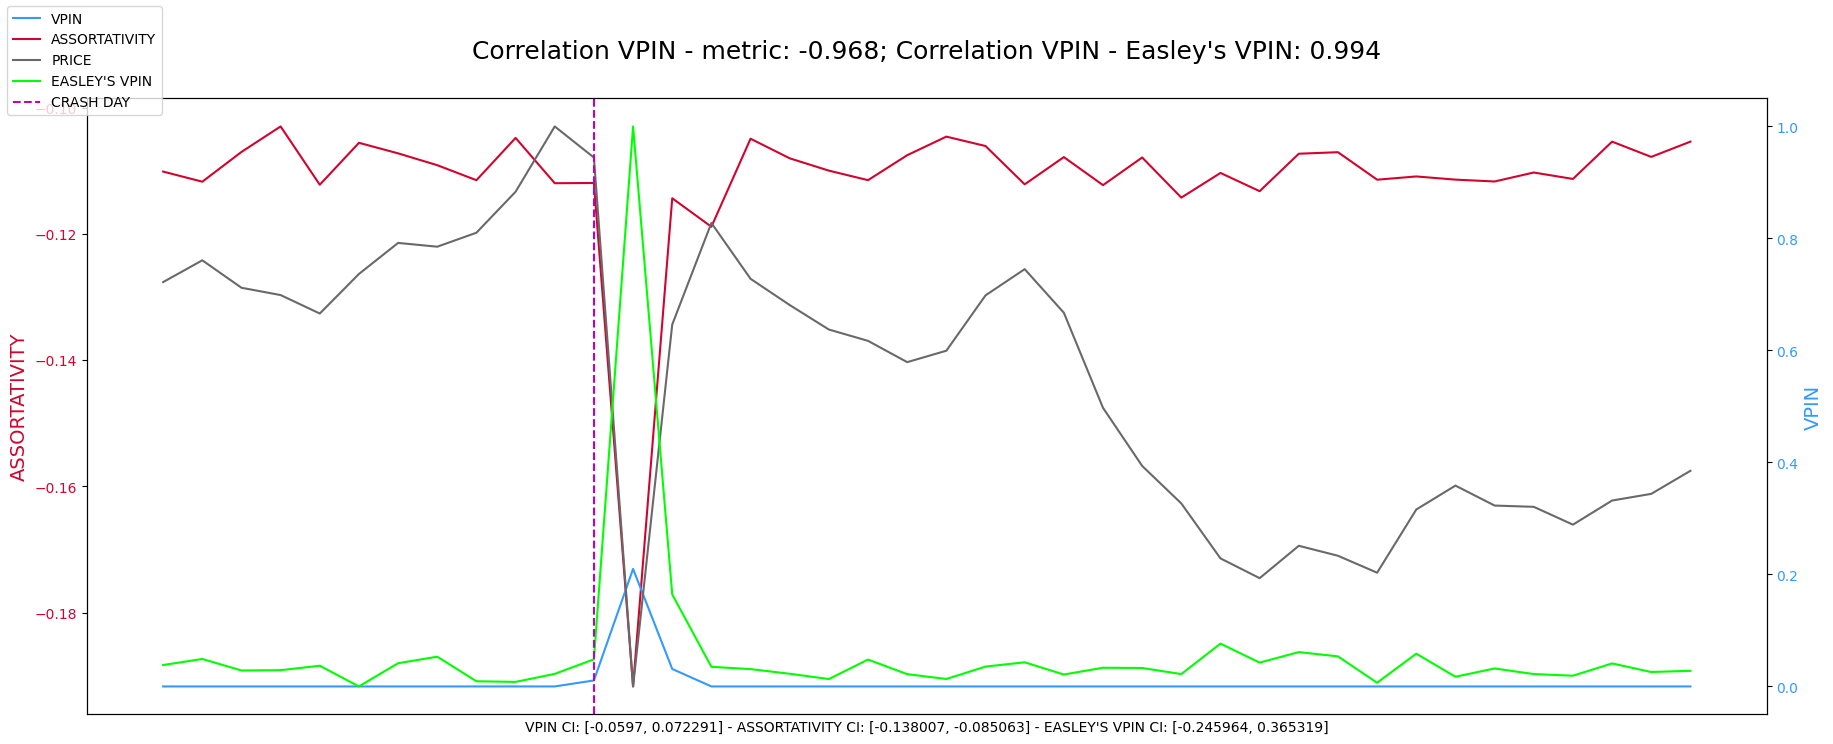 VPIN
ASSORTATIVITY
PRICE
EASLEY'S VPIN
CRASH DAY
Correlation VPIN - metric: -0.968; Correlation VPIN - Easley's VPIN: 0.994
−0.10
−0.12
−0.14
−0.16
−0.18
ASSORTATIVITY
1.0
0.8
0.6
0.4
0.2
0.0
VPIN
VPIN CI: [-0.0597, 0.072291] - ASSORTATIVITY CI: [-0.138007, -0.085063] - EASLEY'S VPIN CI: [-0.245964, 0.365319]